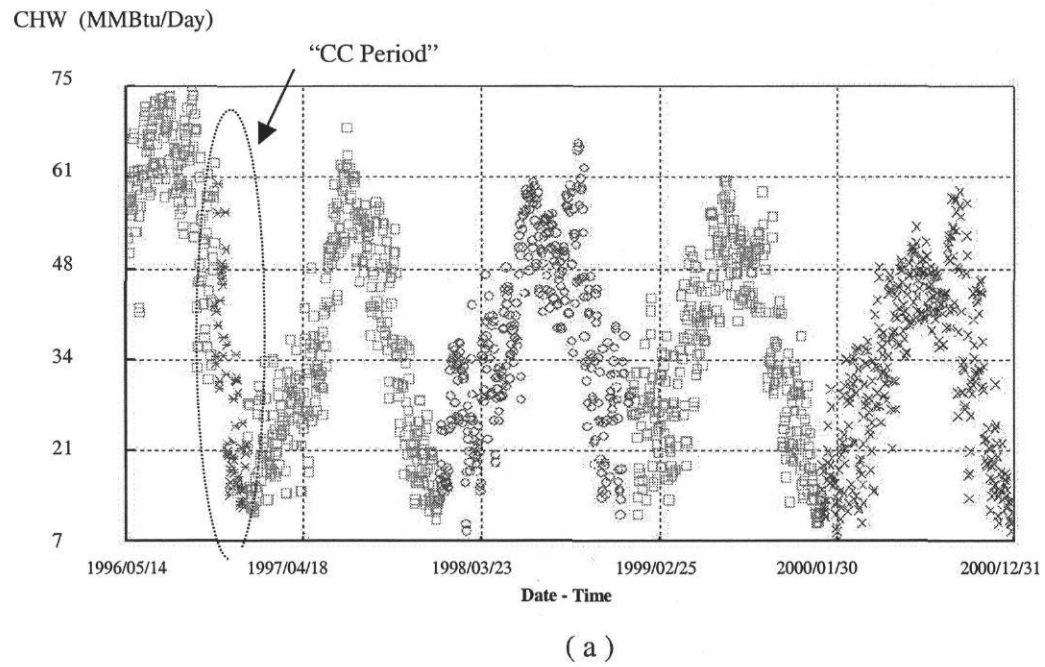 CHW (MMBtu/Day)
“CC Period”
75
61
48
34
21
7
1996/05/14 1997/04/18 1998/03/23 1999/02/25 2000/01/30 2000/12/31
Date - Time
( a )